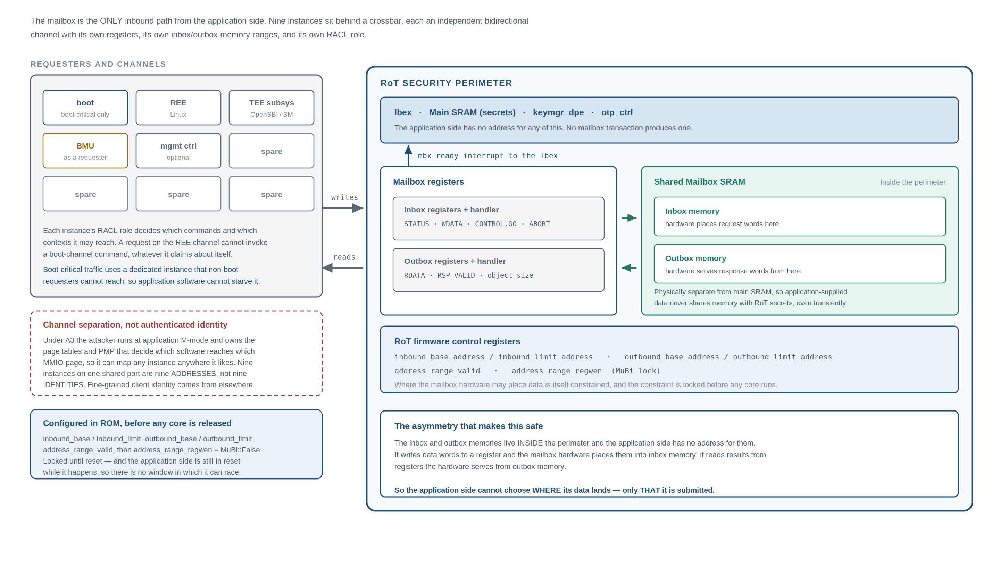 The mailbox is the ONLY inbound path from the application side. Nine instances sit behind a crossbar, each an independent bidirectional
channel with its own registers, its own inbox/outbox memory ranges, and its own RACL role.
REQUESTERS AND CHANNELS
boot
boot-critical only
REE
Linux
TEE subsys
OpenSBI / SM
BMU
as a requester
mgmt ctrl
optional
spare
spare
spare
spare
Each instance's RACL role decides which commands and which
contexts it may reach. A request on the REE channel cannot invoke
a boot-channel command, whatever it claims about itself.
Boot-critical traffic uses a dedicated instance that non-boot
requesters cannot reach, so application software cannot starve it.
writes
reads
Channel separation, not authenticated identity
Under A3 the attacker runs at application M-mode and owns the
page tables and PMP that decide which software reaches which
MMIO page, so it can map any instance anywhere it likes. Nine
instances on one shared port are nine ADDRESSES, not nine
IDENTITIES. Fine-grained client identity comes from elsewhere.
Configured in ROM, before any core is released
inbound_base / inbound_limit, outbound_base / outbound_limit,
address_range_valid, then address_range_regwen = MuBi::False.
Locked until reset — and the application side is still in reset
while it happens, so there is no window in which it can race.
RoT SECURITY PERIMETER
Ibex · Main SRAM (secrets) · keymgr_dpe · otp_ctrl
The application side has no address for any of this. No mailbox transaction produces one.
mbx_ready interrupt to the Ibex
Mailbox registers
Inbox registers + handler
STATUS · WDATA · CONTROL.GO · ABORT
Outbox registers + handler
RDATA · RSP_VALID · object_size
Shared Mailbox SRAM
inside the perimeter
Inbox memory
hardware places request words here
Outbox memory
hardware serves response words from here
Physically separate from main SRAM, so application-supplied
data never shares memory with RoT secrets, even transiently.
RoT firmware control registers
inbound_base_address / inbound_limit_address · outbound_base_address / outbound_limit_address
address_range_valid · address_range_regwen (MuBi lock)
Where the mailbox hardware may place data is itself constrained, and the constraint is locked before any core runs.
The asymmetry that makes this safe
The inbox and outbox memories live INSIDE the perimeter and the application side has no address for them.
It writes data words to a register and the mailbox hardware places them into inbox memory; it reads results from
registers the hardware serves from outbox memory.
So the application side cannot choose WHERE its data lands — only THAT it is submitted.